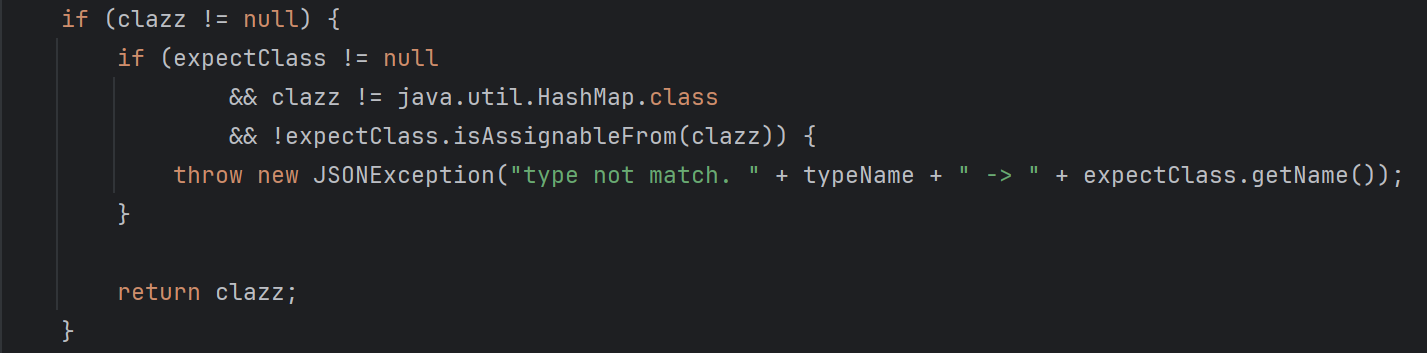 if (clazz != null) {
    if (expectClass != null
            && clazz != java.util.HashMap.class
            && !expectClass.isAssignableFrom(clazz)) {
        throw new JSONException("type not match. " + typeName + " -> " + expectClass.getName());
    }

    return clazz;
}